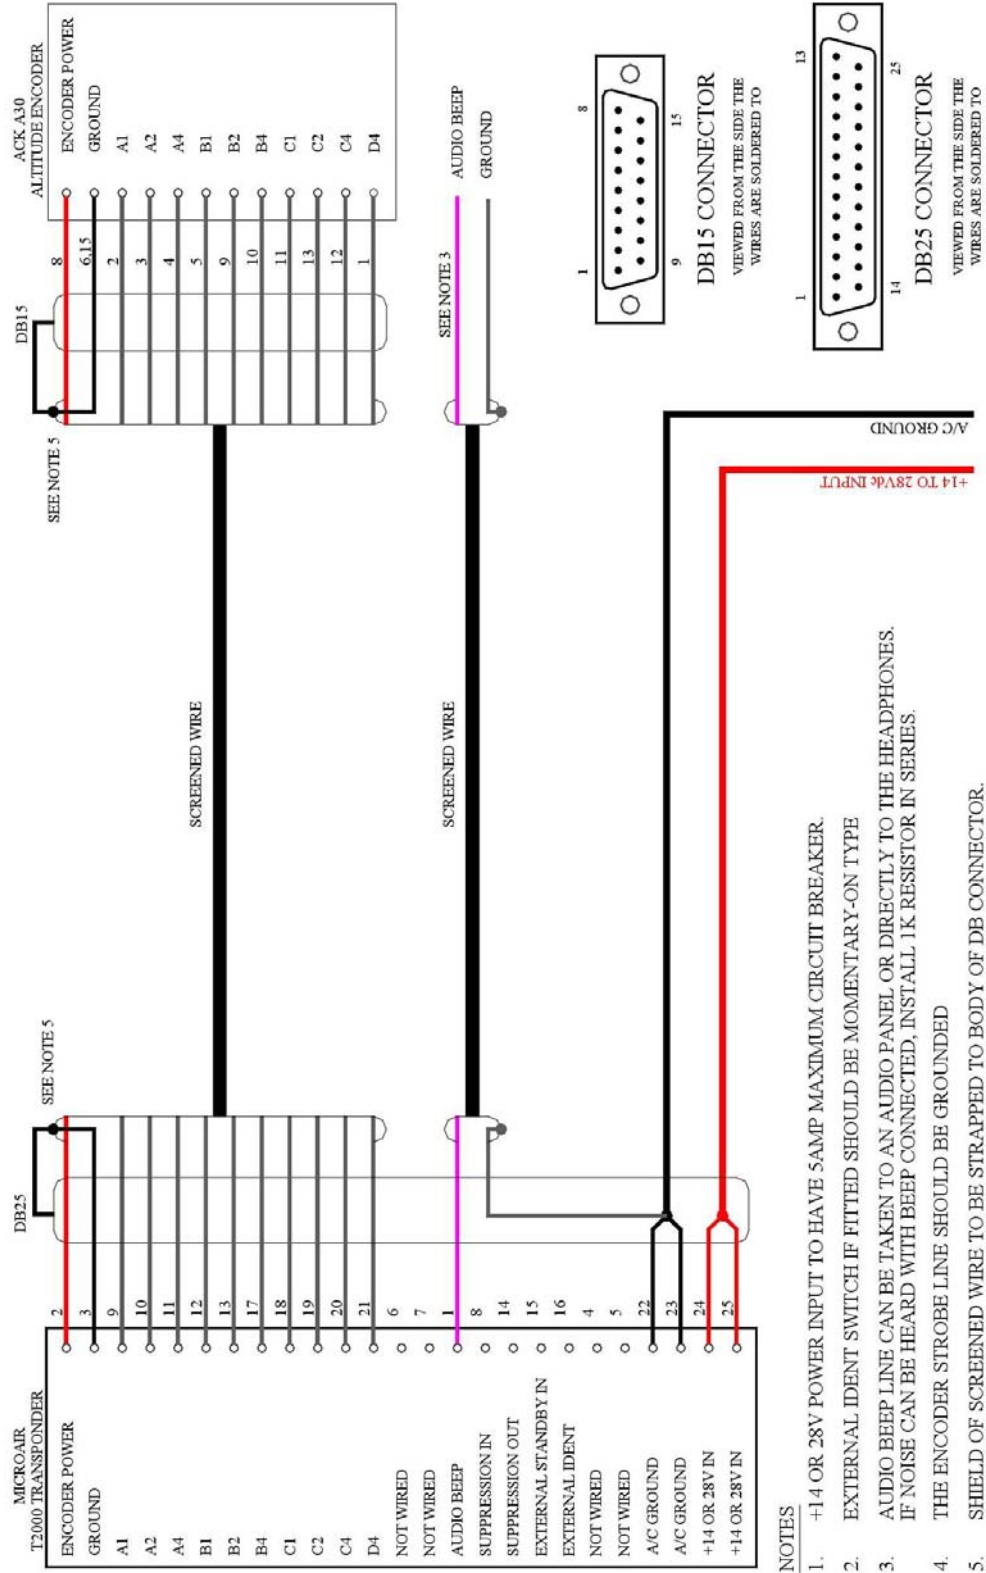 MICROAIR
T2000 TRANSPONDER
ENCODER POWER 2
GROUND 3
A1 9
A2 10
A4 11
B1 12
B2 13
B4 17
C1 18
C2 19
C4 20
D4 21
NOT WIRED 6
NOT WIRED 7
AUDIO BEEP 1
SUPPRESSION IN 8
SUPPRESSION OUT 14
EXTERNAL STANDBY IN 15
EXTERNAL IDENT 16
NOT WIRED 4
NOT WIRED 5
A/C GROUND 22
A/C GROUND 23
+14 OR 28V IN 24
+14 OR 28V IN 25
DB25
SEE NOTE 5
SCREENED WIRE
SCREENED WIRE
SEE NOTE 5
DB15
ACK A30
ALTITUDE ENCODER
8 ENCODER POWER
6,15 GROUND
2 A1
3 A2
4 A4
5 B1
9 B2
10 B4
11 C1
13 C2
12 C4
1 D4
SEE NOTE 3
AUDIO BEEP
GROUND
A/C GROUND
+14 TO 28Vdc INPUT
1
8
9
15
DB15 CONNECTOR
VIEWED FROM THE SIDE THE
WIRES ARE SOLDERED TO
1
13
14
25
DB25 CONNECTOR
VIEWED FROM THE SIDE THE
WIRES ARE SOLDERED TO
NOTES
1. +14 OR 28V POWER INPUT TO HAVE 5AMP MAXIMUM CIRCUIT BREAKER.
2. EXTERNAL IDENT SWITCH IF FITTED SHOULD BE MOMENTARY-ON TYPE
3. AUDIO BEEP LINE CAN BE TAKEN TO AN AUDIO PANEL OR DIRECTLY TO THE HEADPHONES.
IF NOISE CAN BE HEARD WITH BEEP CONNECTED, INSTALL 1K RESISTOR IN SERIES.
4. THE ENCODER STROBE LINE SHOULD BE GROUNDED
5. SHIELD OF SCREENED WIRE TO BE STRAPPED TO BODY OF DB CONNECTOR.